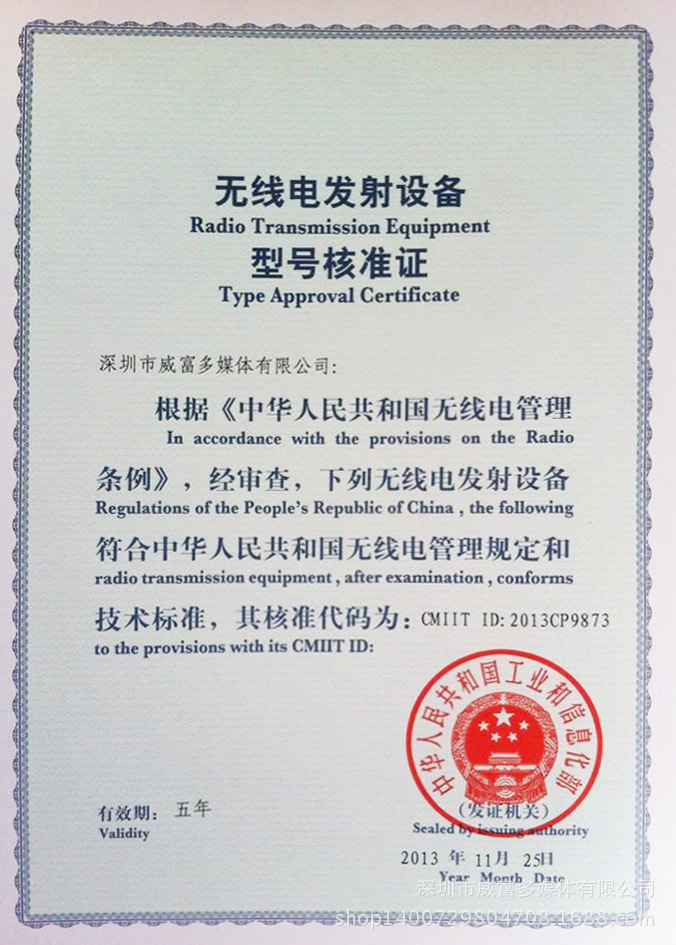 无线电发射设备
Radio Transmission Equipment
型号核准证
Type Approval Certificate
深圳市威富多媒体有限公司:
根据《中华人民共和国无线电管理
In accordance with the provisions on the Radio
条例》，经审查，下列无线电发射设备
Regulations of the People's Republic of China , the following
符合中华人民共和国无线电管理规定和
radio transmission equipment , after examination , conforms
技术标准，其核准代码为：CMIIT ID: 2013CP9873
to the provisions with its CMIIT ID:
中华人民共和国工业和信息化部
有效期： 五年
Validity
（发证机关）
Sealed by issuing authority
2013 年 11月 25日
Year Month Date
深圳市威富多媒体有限公司
shop1400729804708.1688.com